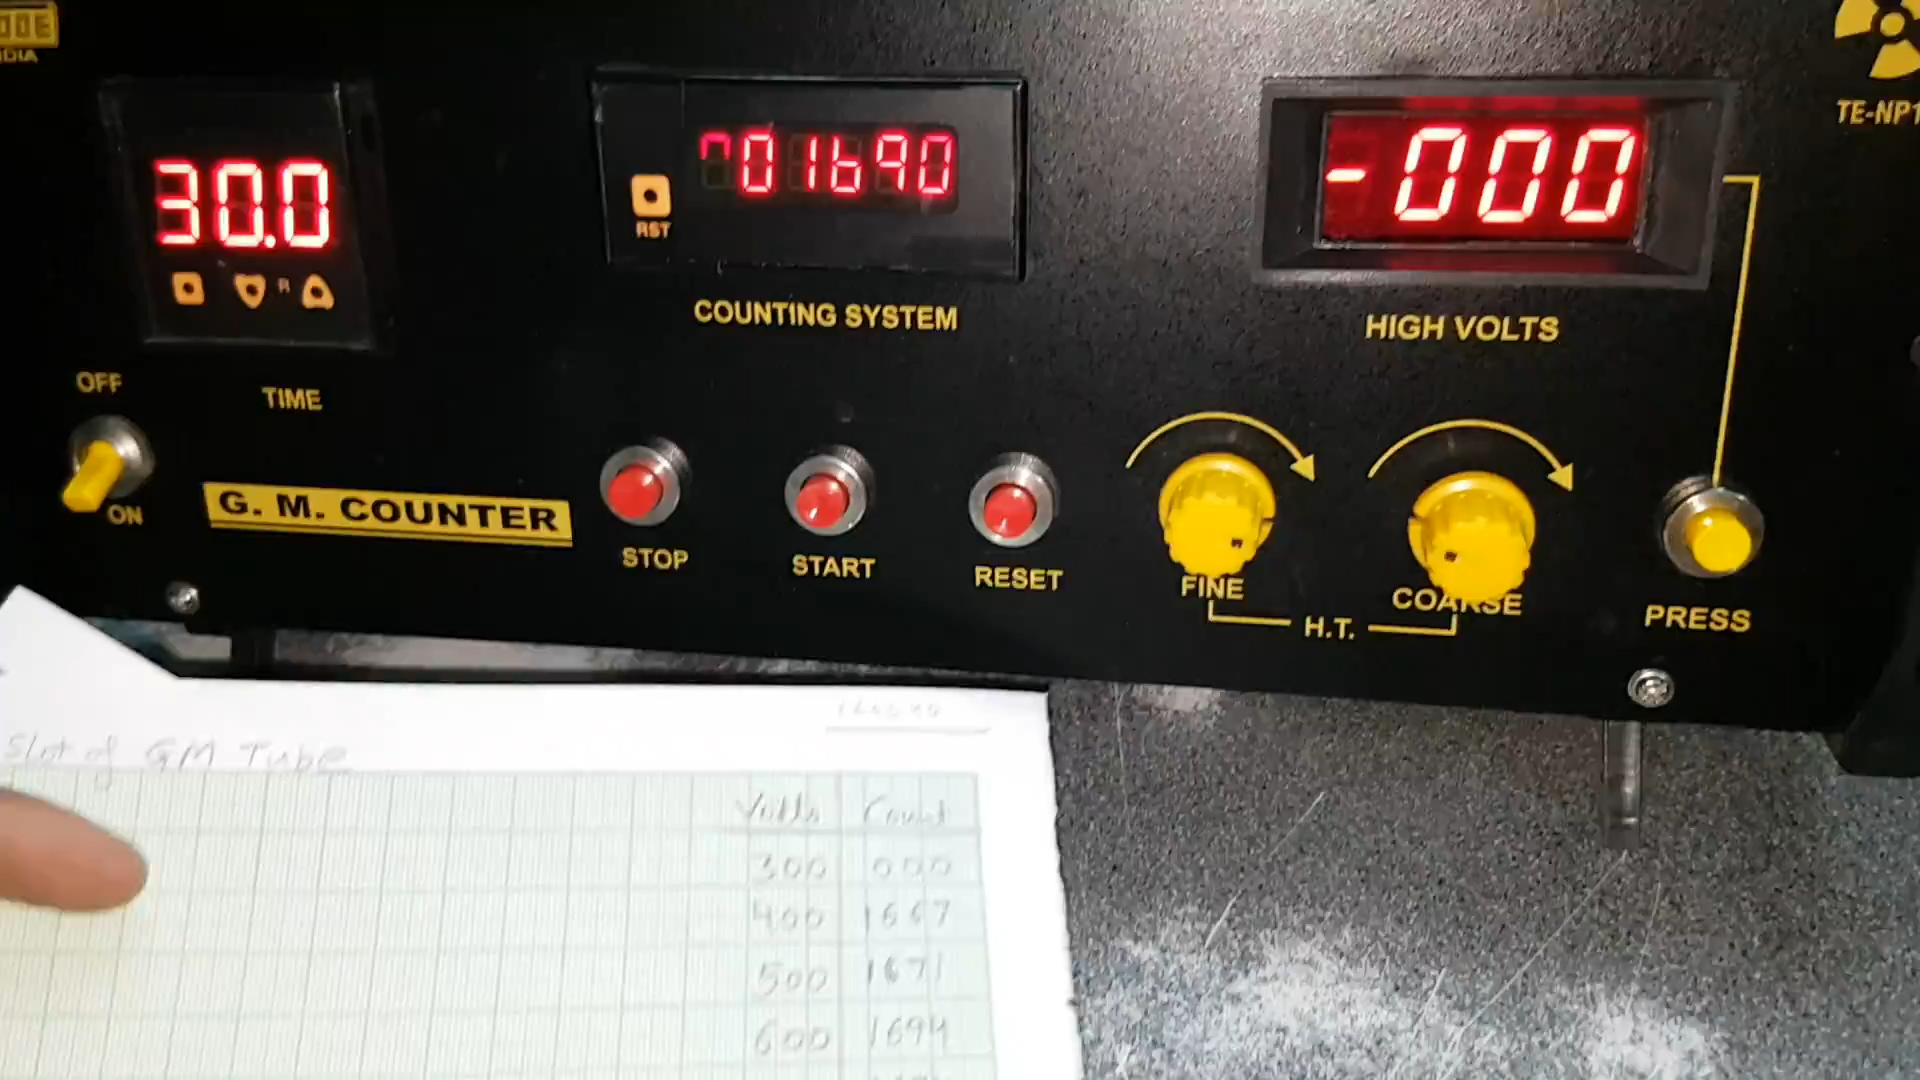 DIA
TE-NP1
30.0
01690
-000
RST
R
COUNTING SYSTEM
HIGH VOLTS
OFF
TIME
ON
G. M. COUNTER
STOP
START
RESET
FINE
COARSE
H.T.
PRESS
Slot of GM Tube
Volts Count
300 000
400 1667
500 1671
600 1694